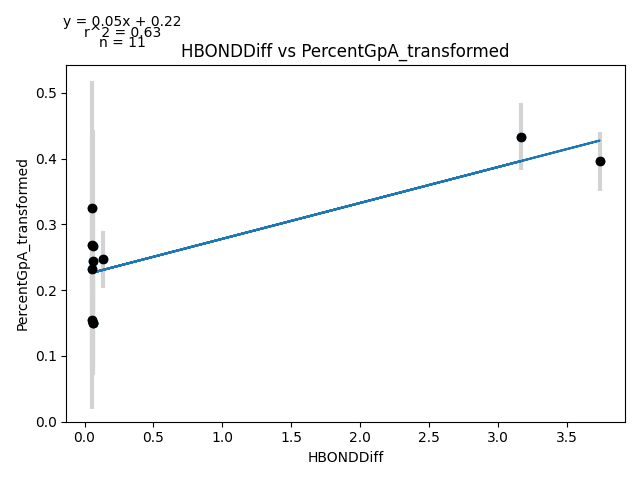 y = 0.05x + 0.22
r^2 = 0.63
n = 11
HBONDDiff vs PercentGpA_transformed
PercentGpA_transformed
0.5
0.4
0.3
0.2
0.1
0.0
0.0 0.5 1.0 1.5 2.0 2.5 3.0 3.5
HBONDDiff